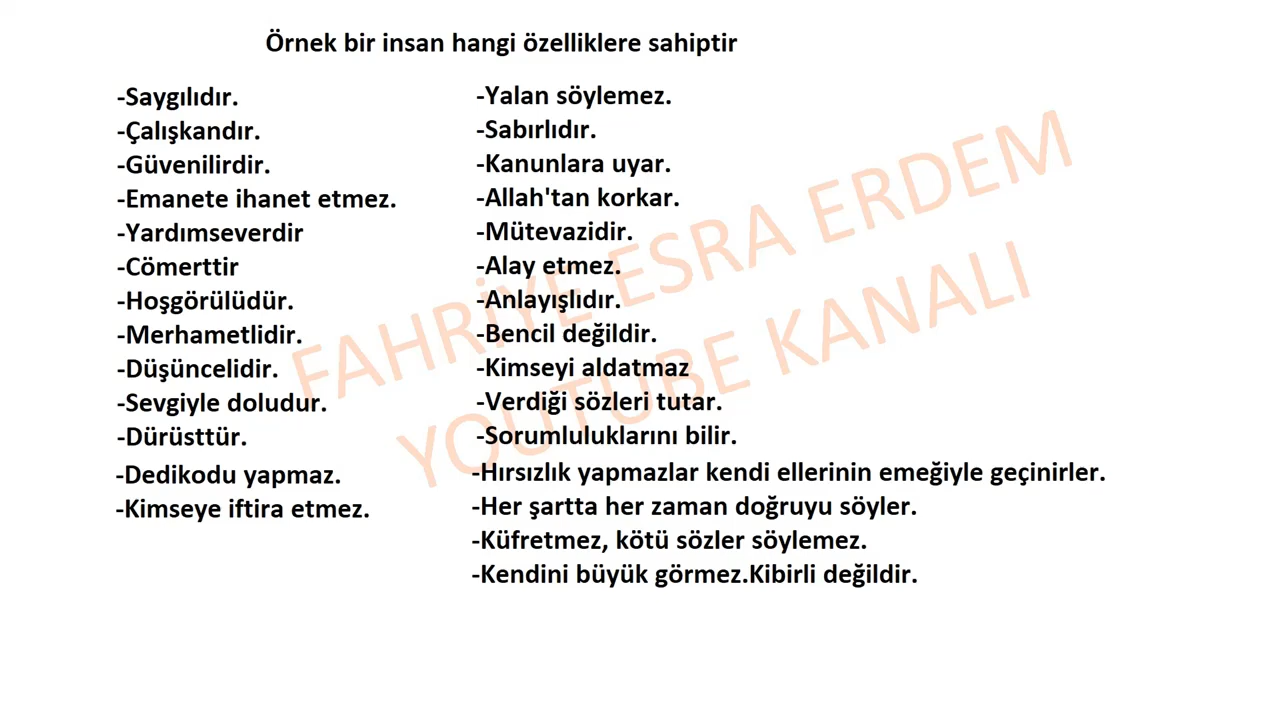 Örnek bir insan hangi özelliklere sahiptir
-Saygılıdır.
-Çalışkandır.
-Güvenilirdir.
-Emanete ihanet etmez.
-Yardımseverdir
-Cömerttir
-Hoşgörülüdür.
-Merhametlidir.
-Düşüncelidir.
-Sevgiyle doludur.
-Dürüsttür.
-Dedikodu yapmaz.
-Kimseye iftira etmez.
-Yalan söylemez.
-Sabırlıdır.
-Kanunlara uyar.
-Allah'tan korkar.
-Mütevazidir.
-Alay etmez.
-Anlayışlıdır.
-Bencil değildir.
-Kimseyi aldatmaz
-Verdiği sözleri tutar.
-Sorumluluklarını bilir.
-Hırsızlık yapmazlar kendi ellerinin emeğiyle geçinirler.
-Her şartta her zaman doğruyu söyler.
-Küfretmez, kötü sözler söylemez.
-Kendini büyük görmez.Kibirli değildir.
FAHRİYE ESRA ERDEM
YOUTUBE KANALI